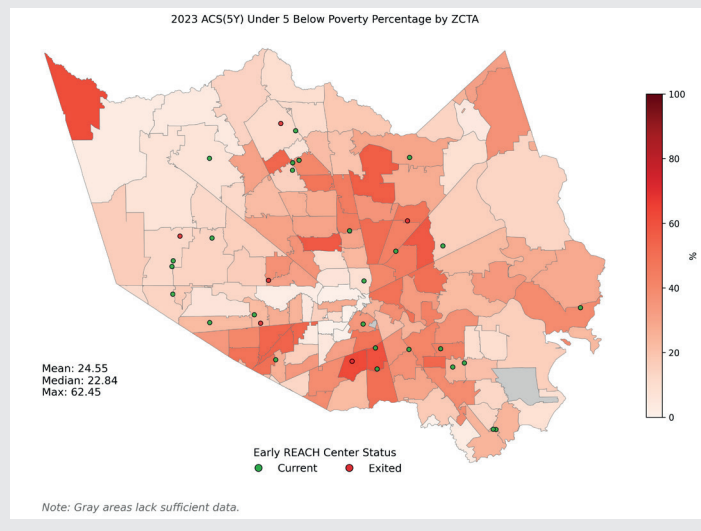 2023 ACS(5Y) Under 5 Below Poverty Percentage by ZCTA
100
80
60
%
40
20
0
Mean: 24.55
Median: 22.84
Max: 62.45
Early REACH Center Status
Current Exited
Note: Gray areas lack sufficient data.